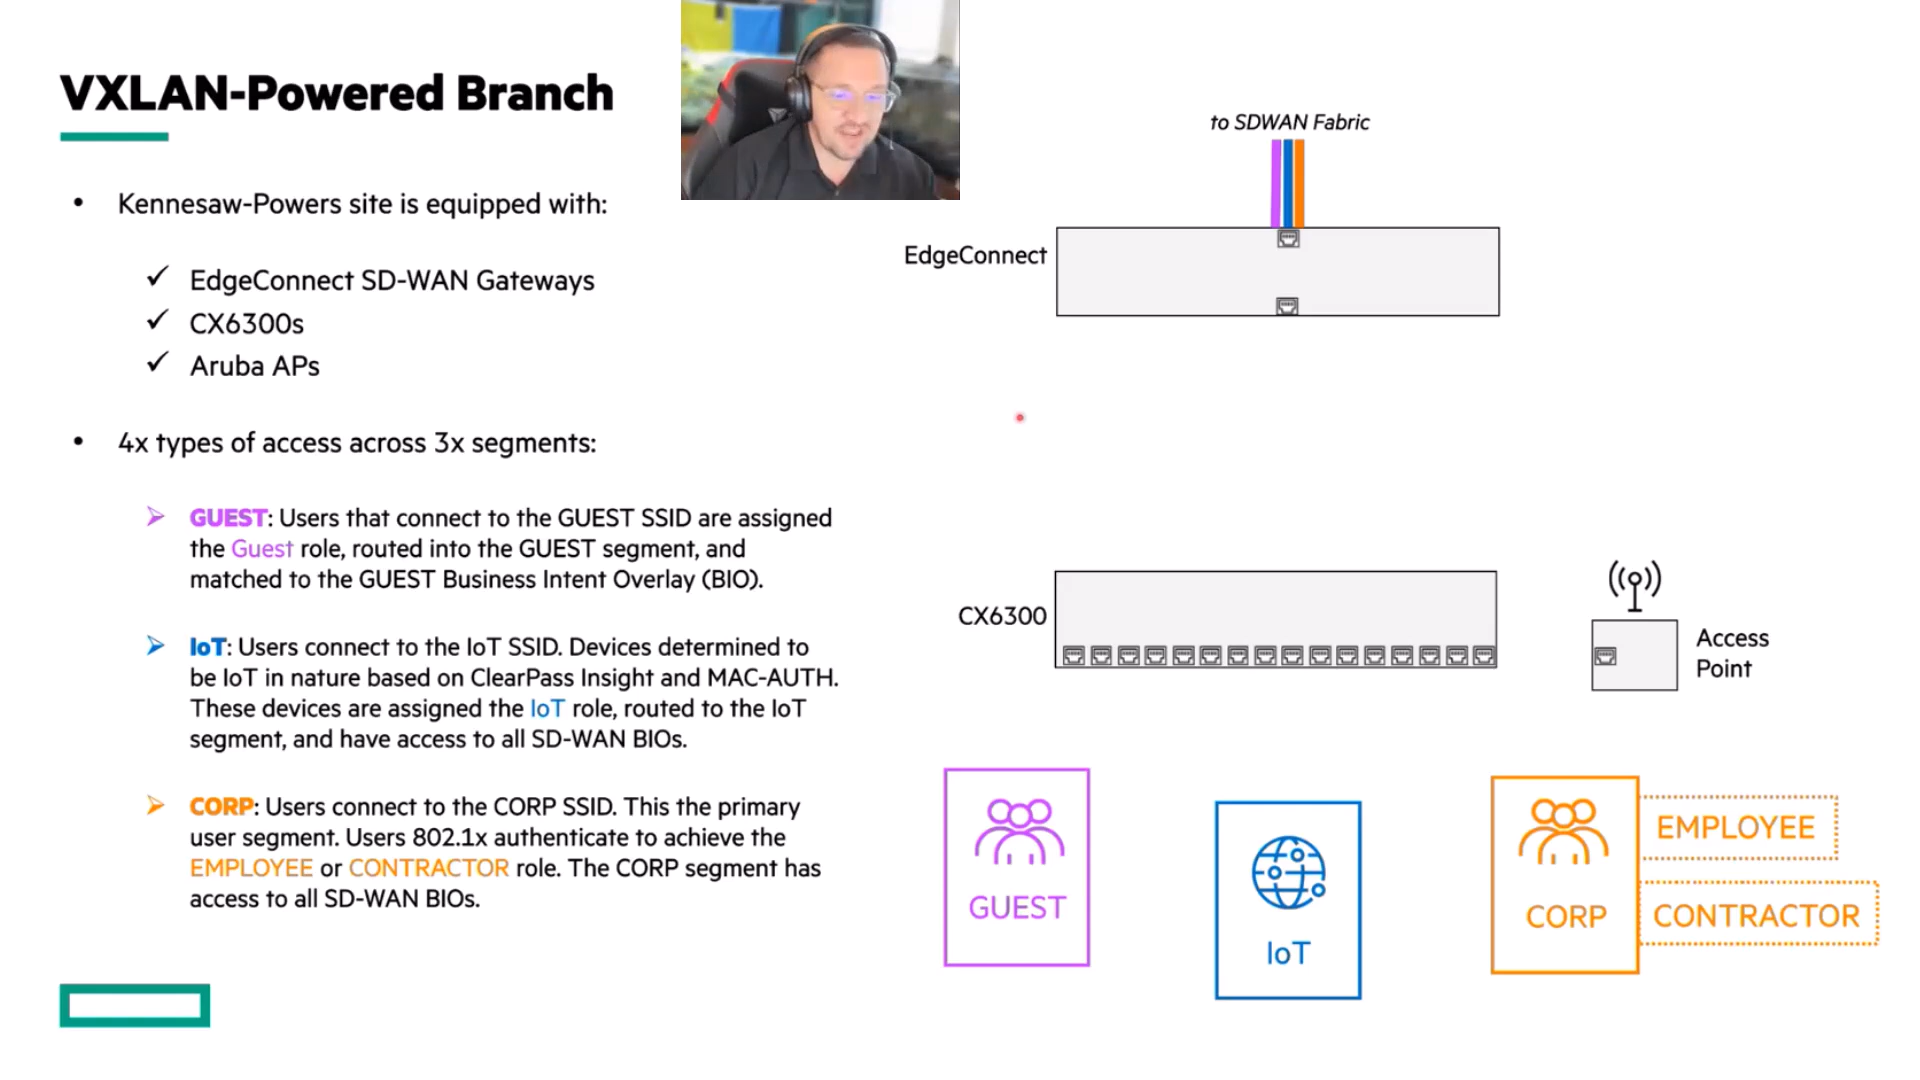 VXLAN-Powered Branch
• Kennesaw-Powers site is equipped with:
✓ EdgeConnect SD-WAN Gateways
✓ CX6300s
✓ Aruba APs
• 4x types of access across 3x segments:
GUEST: Users that connect to the GUEST SSID are assigned
the Guest role, routed into the GUEST segment, and
matched to the GUEST Business Intent Overlay (BIO).
IoT: Users connect to the IoT SSID. Devices determined to
be IoT in nature based on ClearPass Insight and MAC-AUTH.
These devices are assigned the IoT role, routed to the IoT
segment, and have access to all SD-WAN BIOs.
CORP: Users connect to the CORP SSID. This the primary
user segment. Users 802.1x authenticate to achieve the
EMPLOYEE or CONTRACTOR role. The CORP segment has
access to all SD-WAN BIOs.
to SDWAN Fabric
EdgeConnect
CX6300
Access
Point
GUEST
IoT
CORP
EMPLOYEE
CONTRACTOR